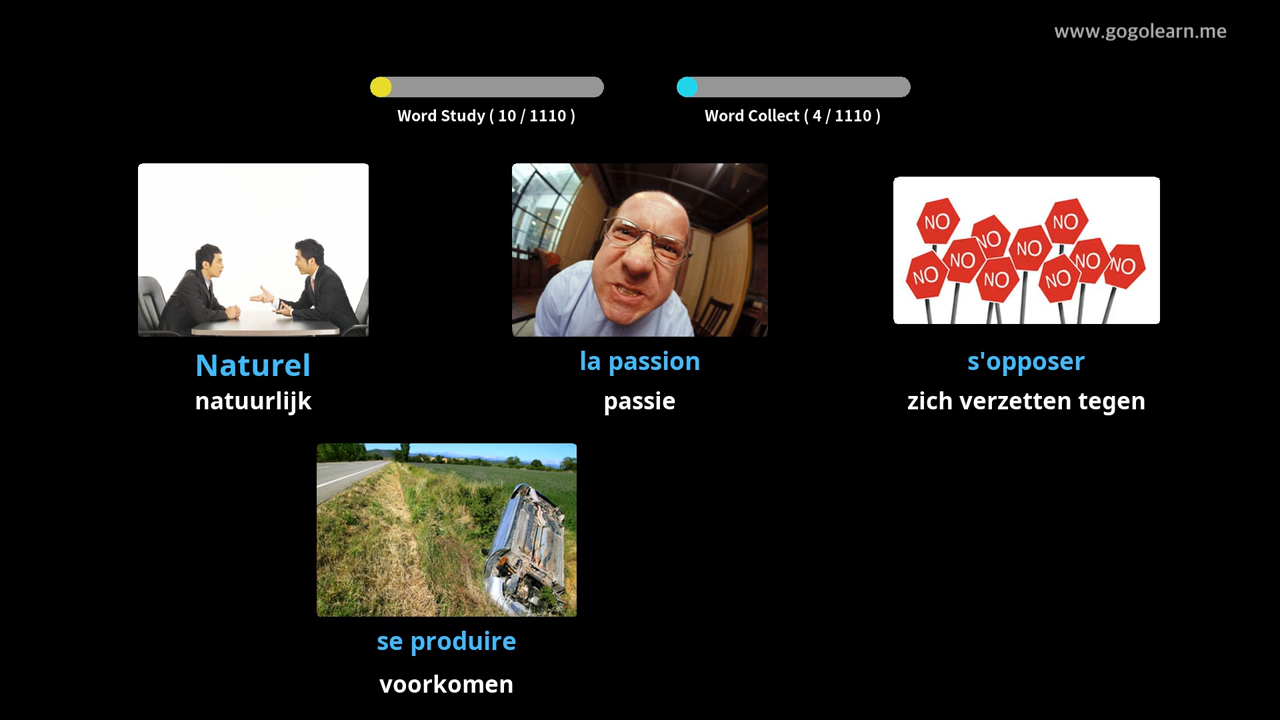 www.gogolearn.me
Word Study ( 10 / 1110 )
Word Collect ( 4 / 1110 )
NO
NO
NO
NO
NO
NO
NO
NO
NO
NO
Naturel
natuurlijk
la passion
passie
s'opposer
zich verzetten tegen
se produire
voorkomen